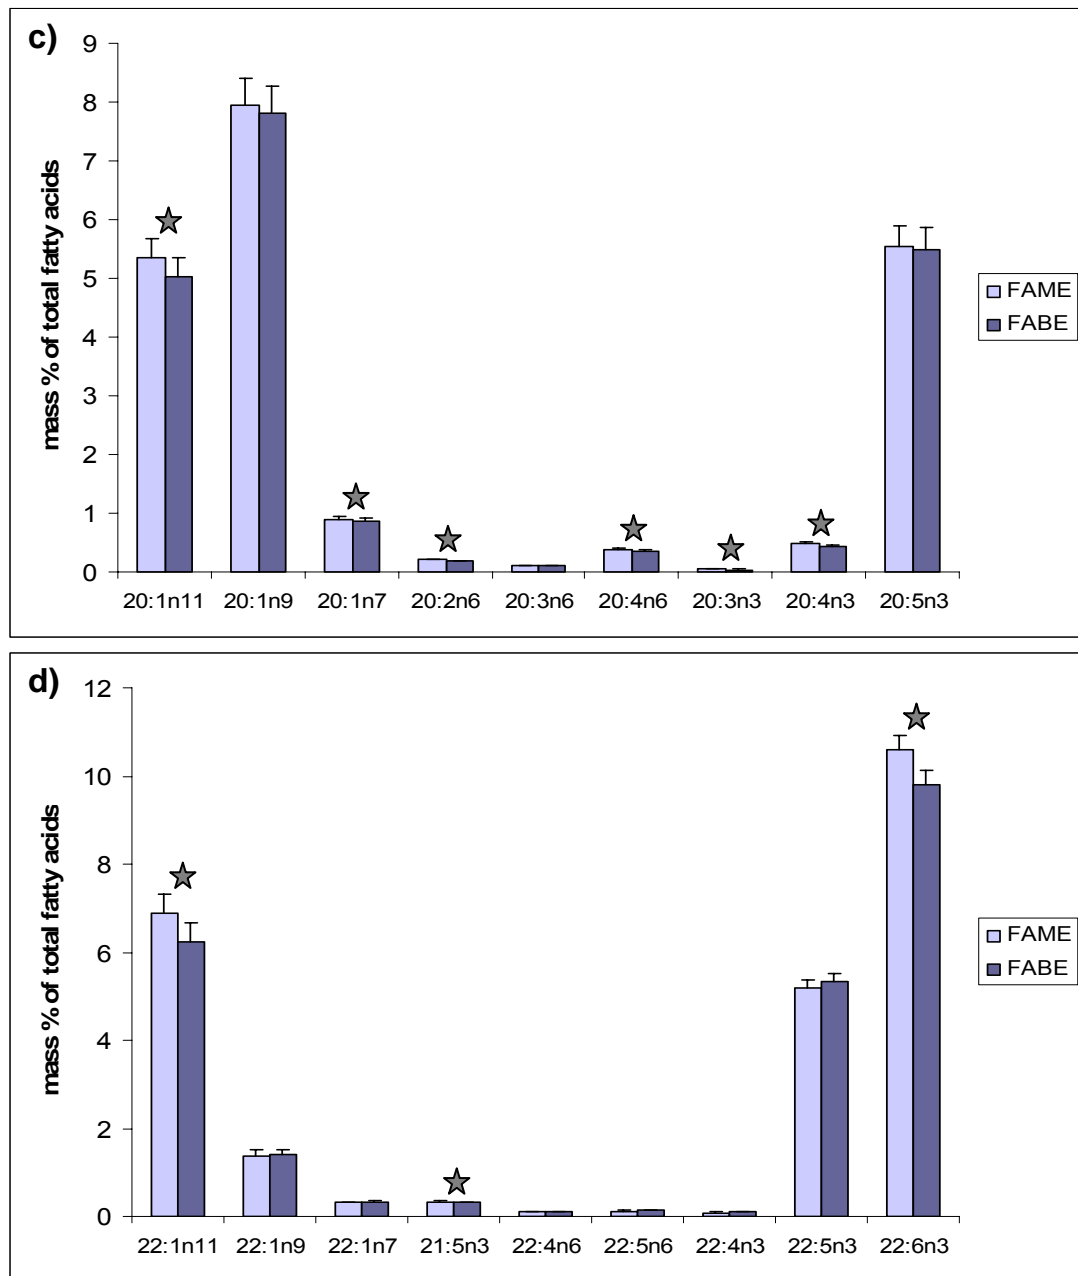 c)
9
8
7
6
5
4
3
2
1
0
mass % of total fatty acids
20:1n11 20:1n9 20:1n7 20:2n6 20:3n6 20:4n6 20:3n3 20:4n3 20:5n3
FAME
FABE
d)
12
10
8
6
4
2
0
mass % of total fatty acids
22:1n11 22:1n9 22:1n7 21:5n3 22:4n6 22:5n6 22:4n3 22:5n3 22:6n3
FAME
FABE